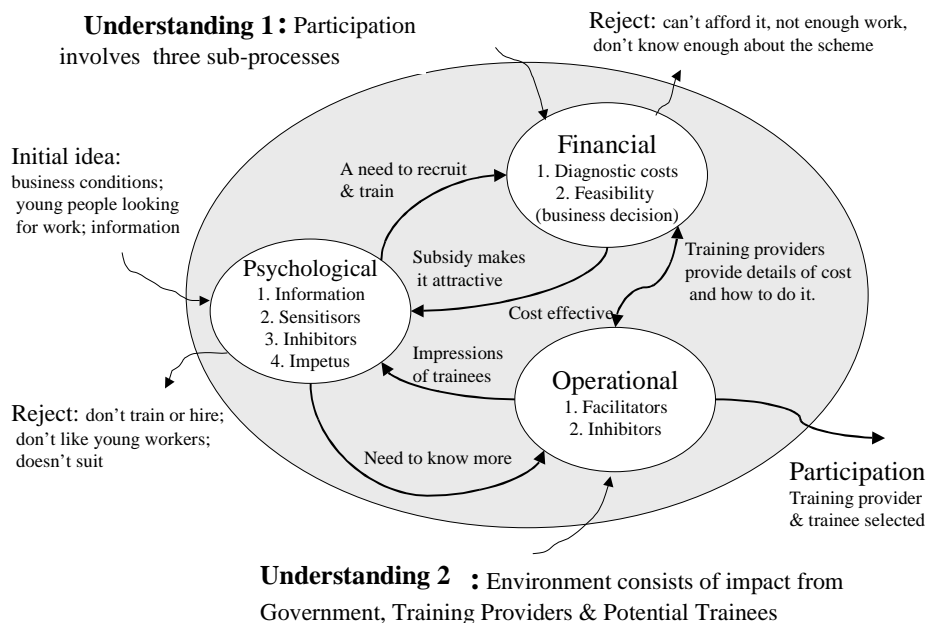 Understanding 1 : Participation
involves three sub-processes
Reject: can't afford it, not enough work,
don't know enough about the scheme
Initial idea:
business conditions;
young people looking
for work; information
A need to recruit
& train
Financial
1. Diagnostic costs
2. Feasibility
(business decision)
Psychological
1. Information
2. Sensitisors
3. Inhibitors
4. Impetus
Subsidy makes
it attractive
Training providers
provide details of cost
and how to do it.
Cost effective
Impressions
of trainees
Operational
1. Facilitators
2. Inhibitors
Reject: don't train or hire;
don't like young workers;
doesn't suit
Need to know more
Participation
Training provider
& trainee selected
Understanding 2 : Environment consists of impact from
Government, Training Providers & Potential Trainees